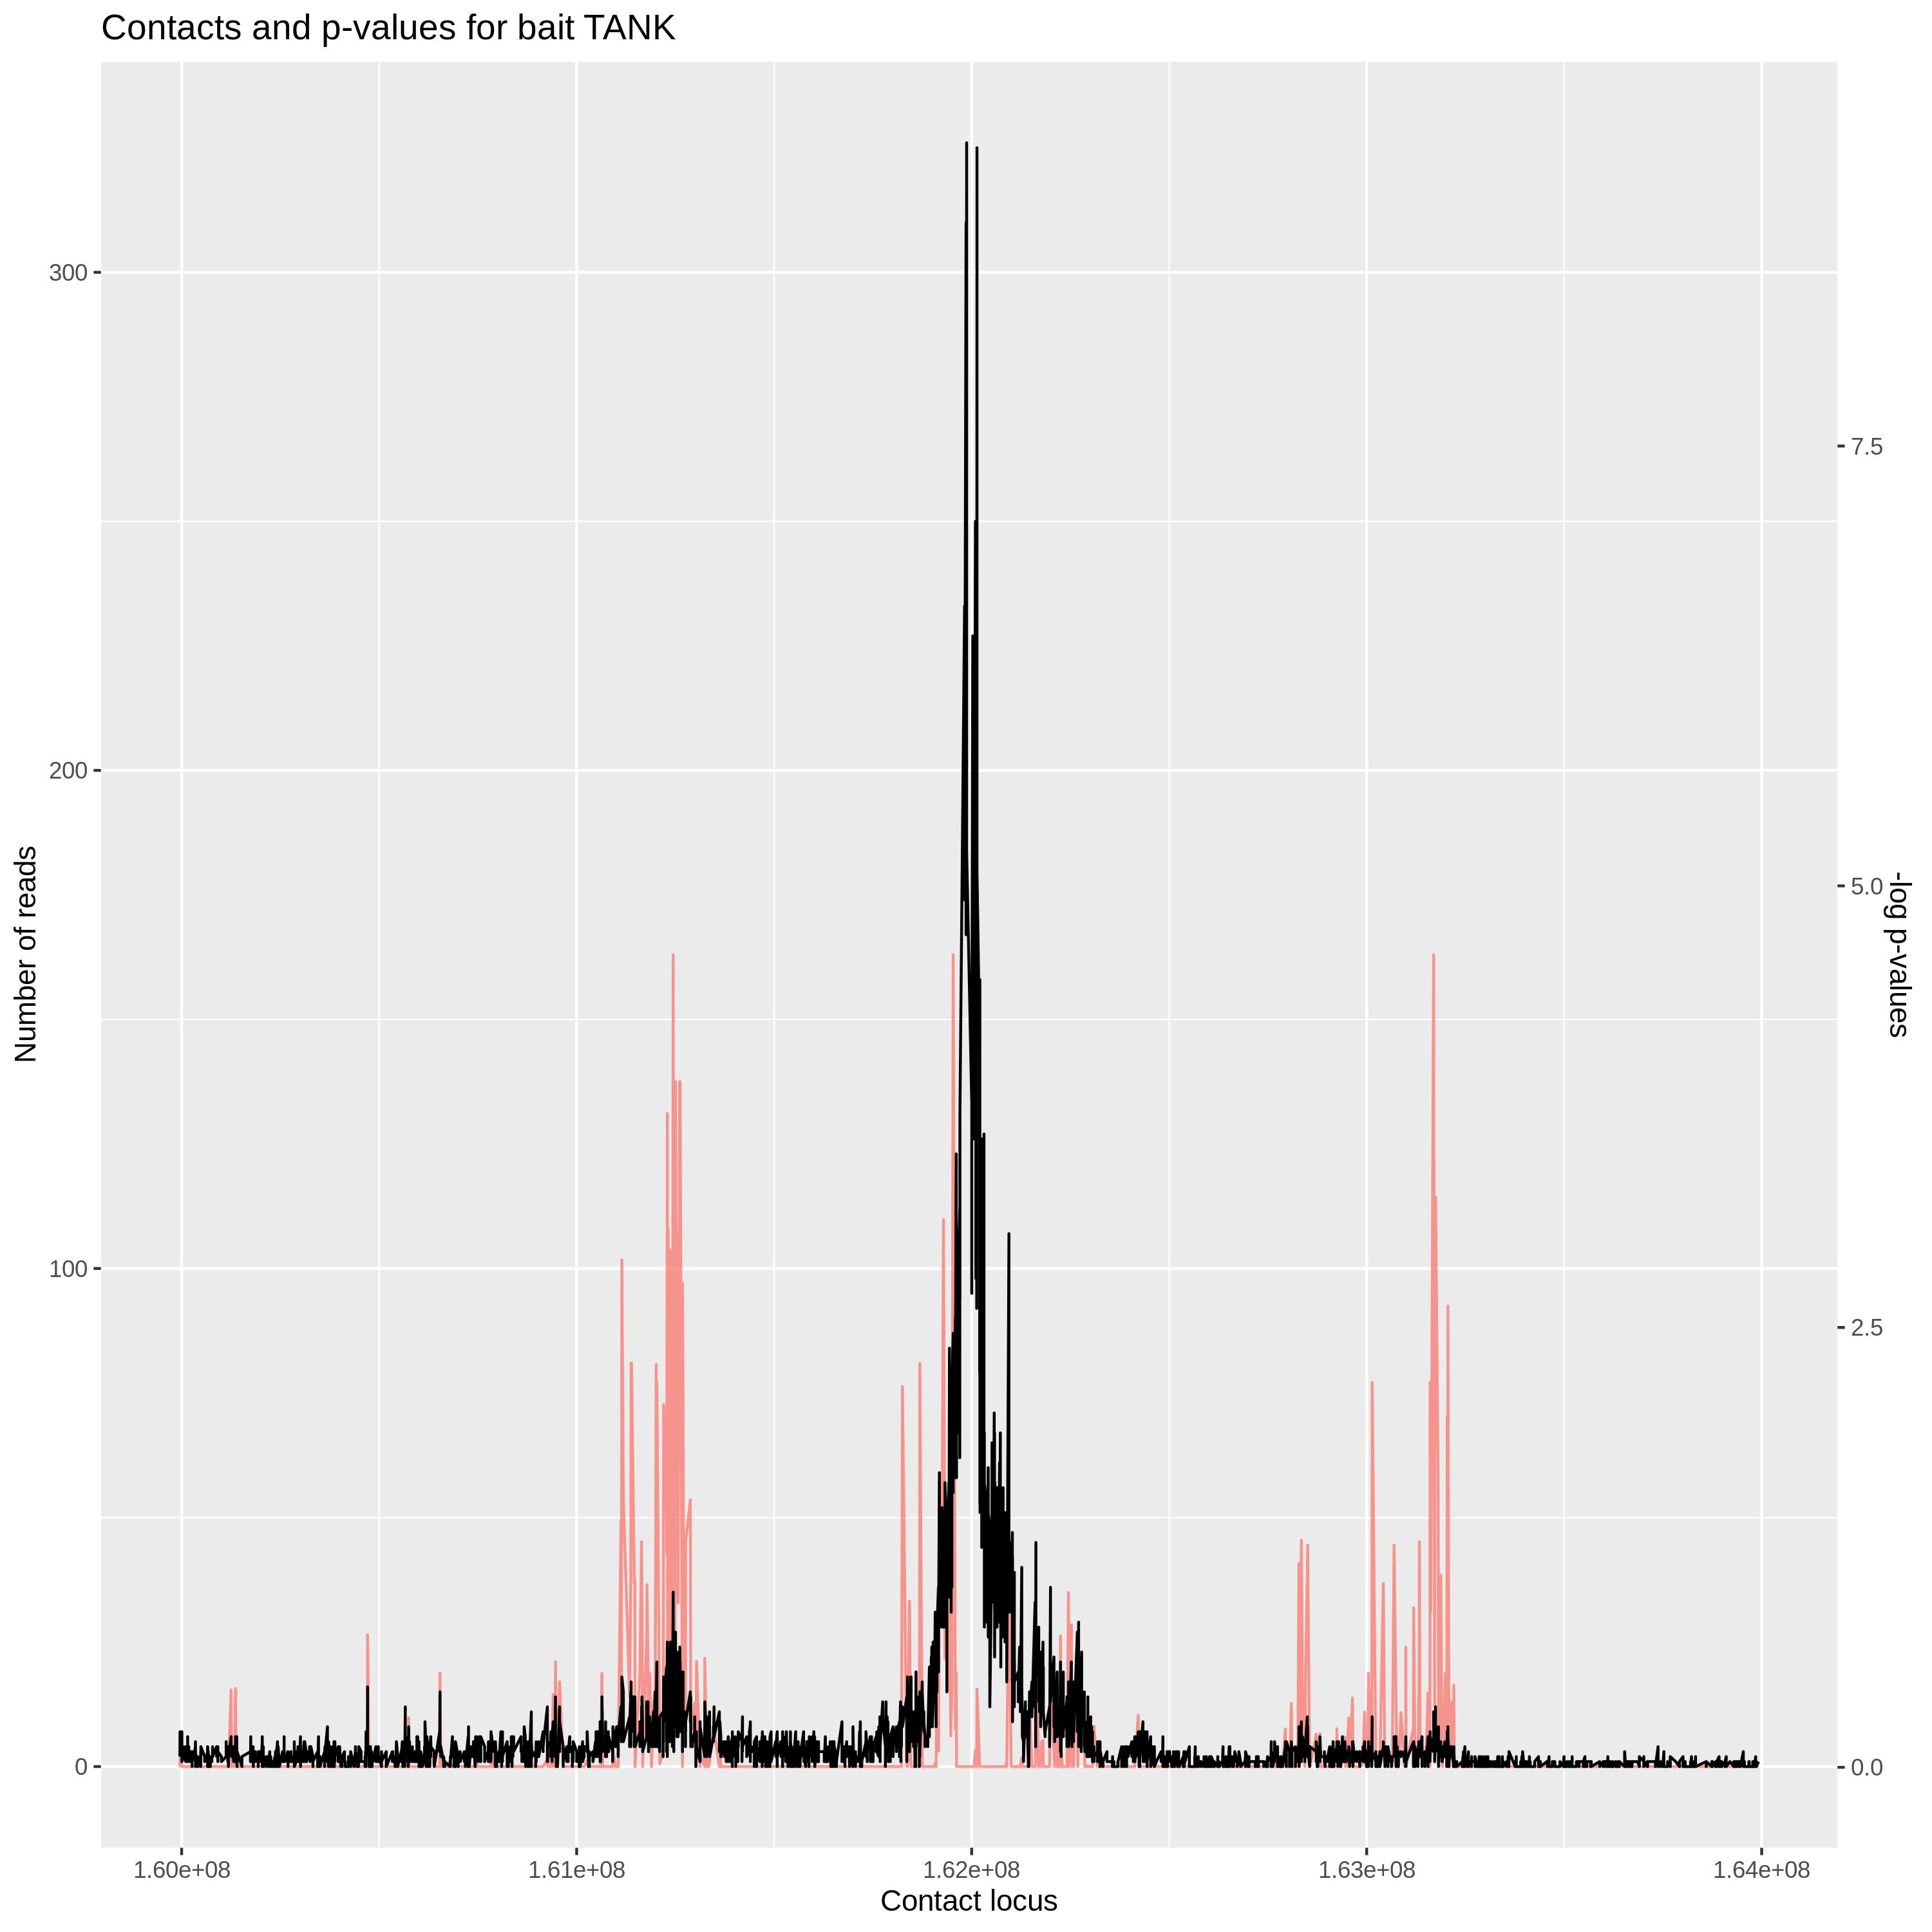 Contacts and p-values for bait TANK
300
200
100
0
Number of reads
7.5
5.0
2.5
0.0
-log p-values
1.60e+08
1.61e+08
1.62e+08
1.63e+08
1.64e+08
Contact locus